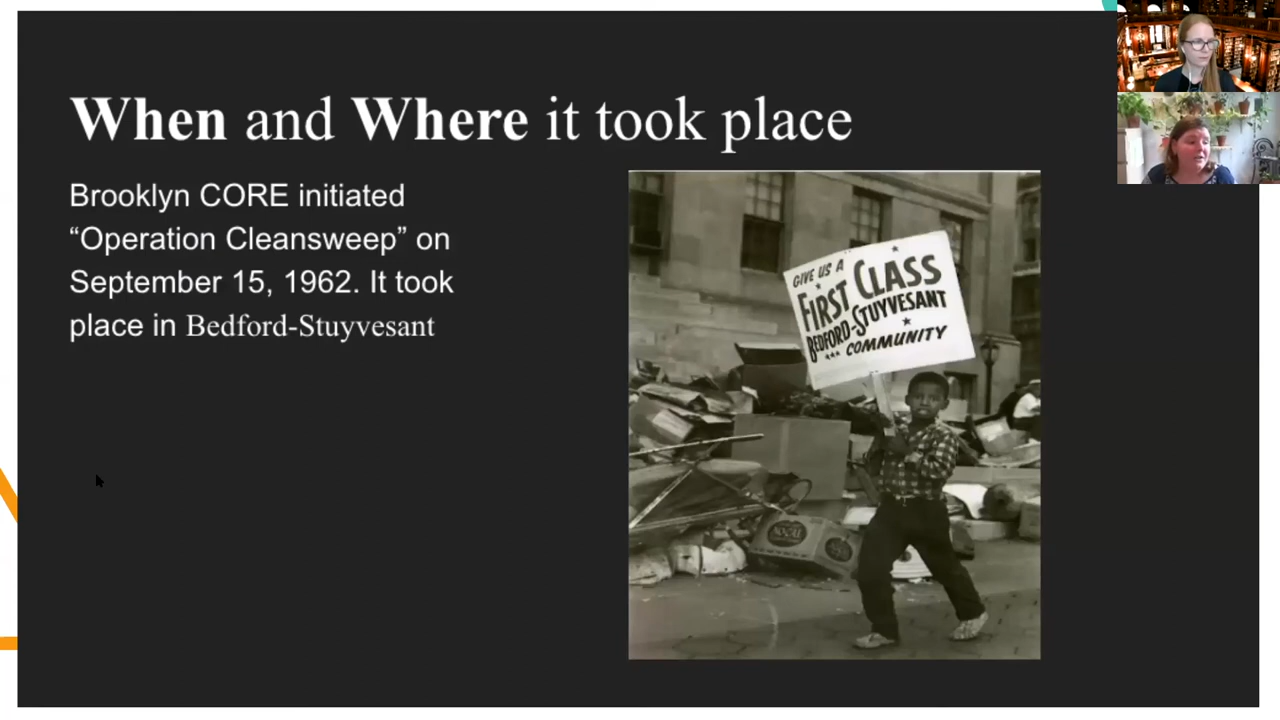 When and Where it took place
Brooklyn CORE initiated
“Operation Cleansweep” on
September 15, 1962. It took
place in Bedford-Stuyvesant
GIVE US A
FIRST CLASS
BEDFORD-STUYVESANT
COMMUNITY